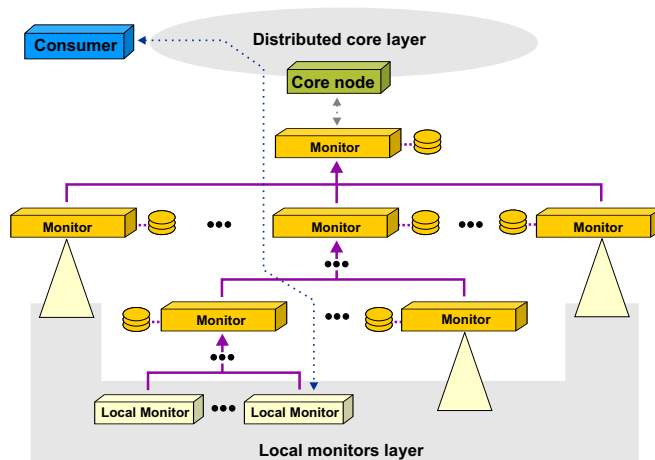 Consumer
Distributed core layer
Core node
Monitor
Monitor
Monitor
Monitor
Monitor
Monitor
Local Monitor
Local Monitor
Local monitors layer